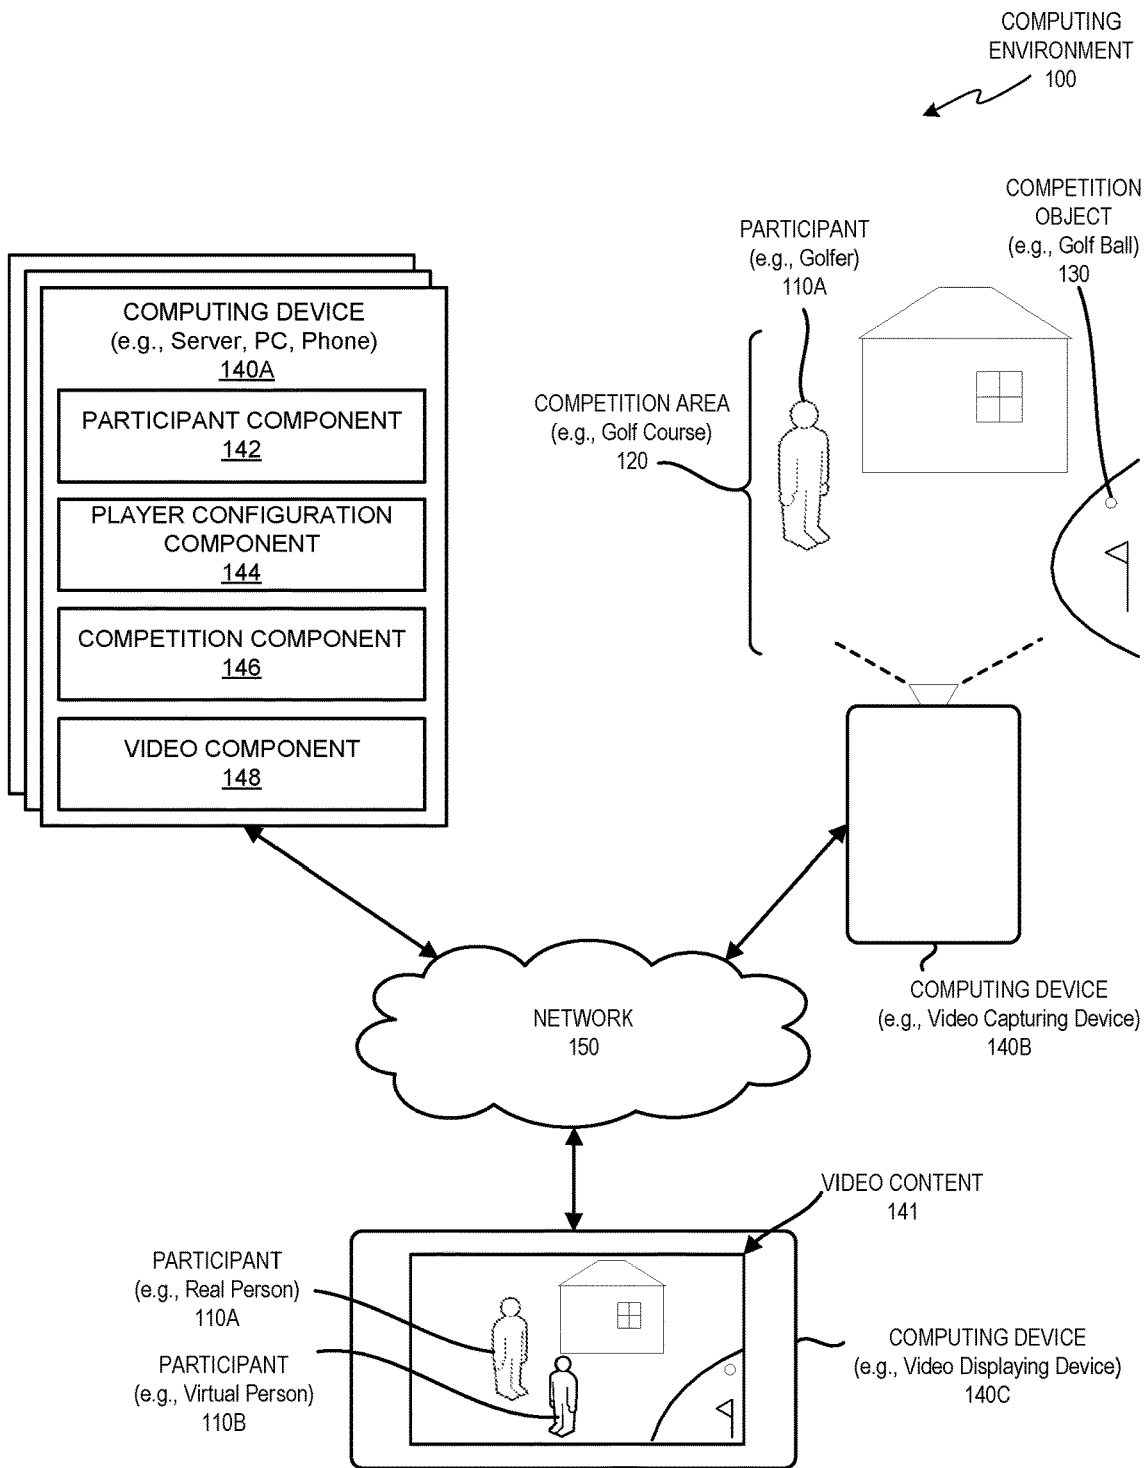 COMPUTING
ENVIRONMENT
100
COMPETITION
OBJECT
(e.g., Golf Ball)
130
PARTICIPANT
(e.g., Golfer)
110A
COMPETITION AREA
(e.g., Golf Course)
120
COMPUTING DEVICE
(e.g., Server, PC, Phone)
140A
PARTICIPANT COMPONENT
142
PLAYER CONFIGURATION
COMPONENT
144
COMPETITION COMPONENT
146
VIDEO COMPONENT
148
COMPUTING DEVICE
(e.g., Video Capturing Device)
140B
NETWORK
150
VIDEO CONTENT
141
PARTICIPANT
(e.g., Real Person)
110A
PARTICIPANT
(e.g., Virtual Person)
110B
COMPUTING DEVICE
(e.g., Video Displaying Device)
140C